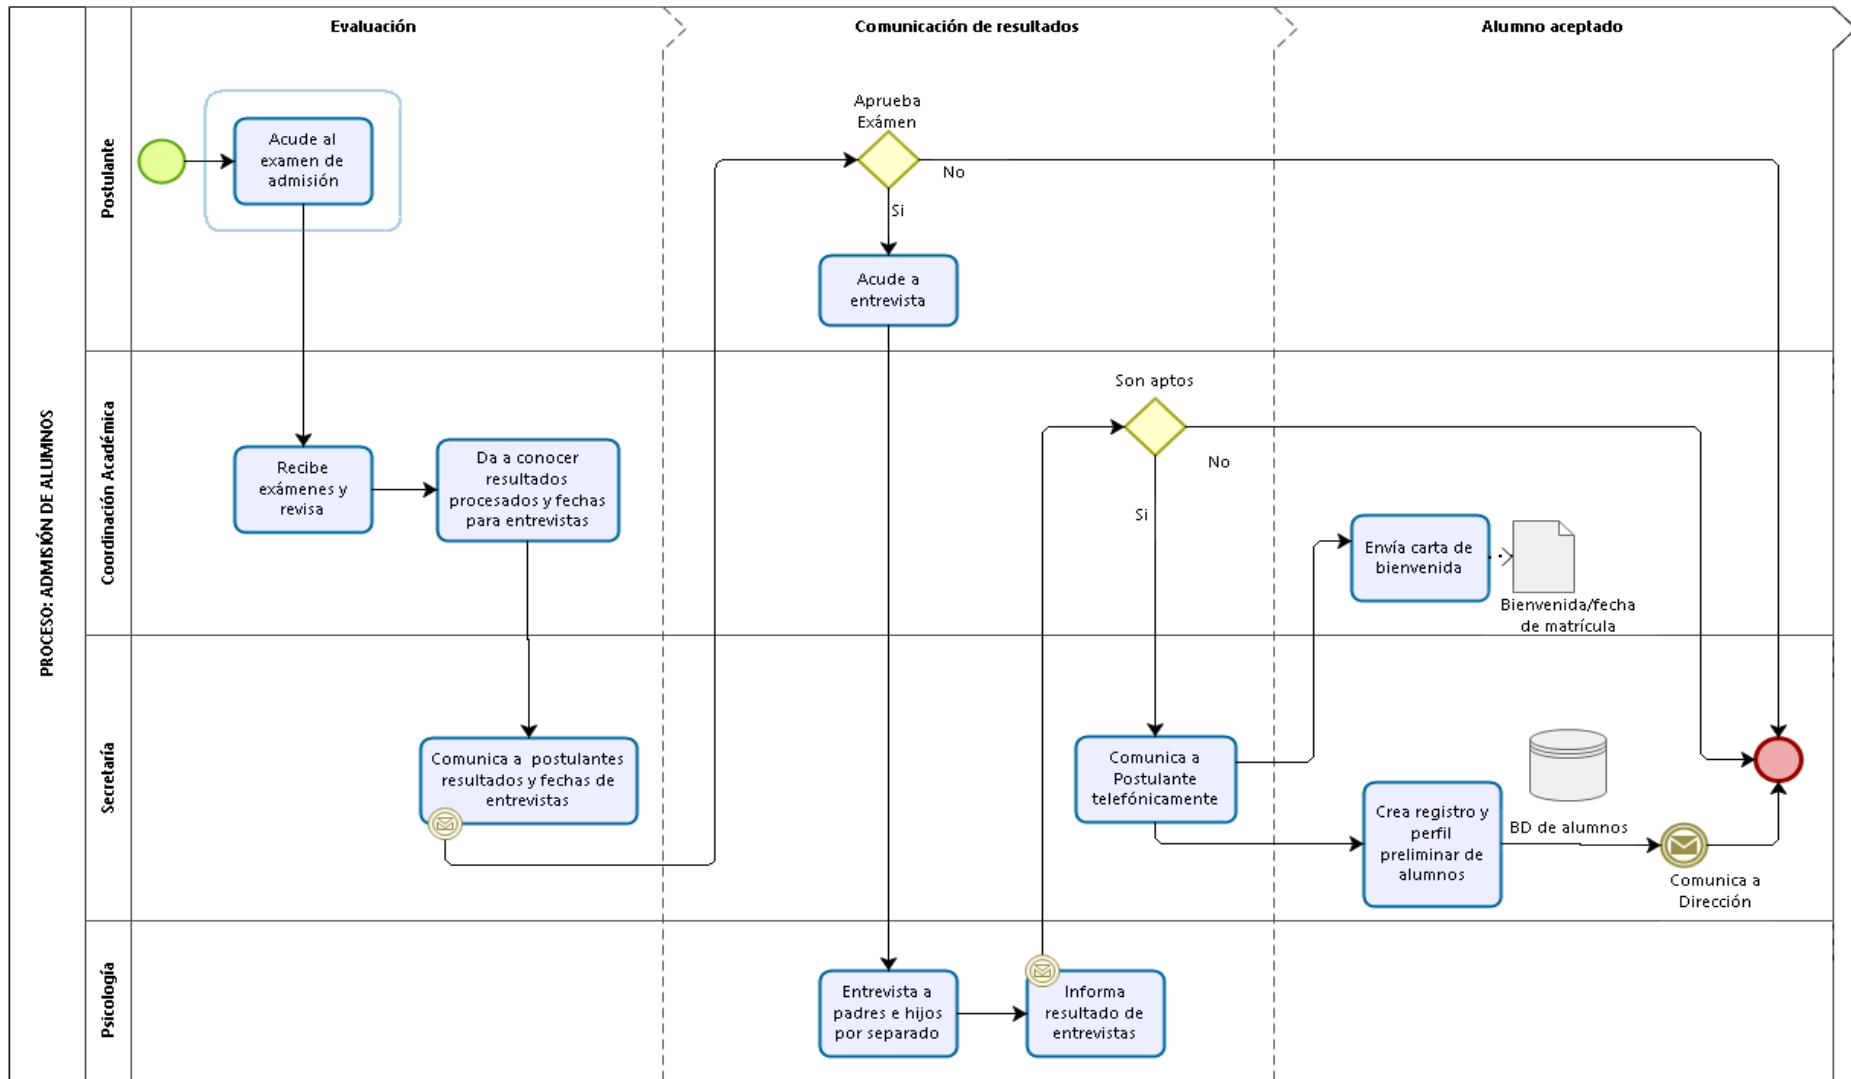 Evaluación
Comunicación de resultados
Alumno aceptado
PROCESO: ADMISIÓN DE ALUMNOS
Postulante
Acude al
examen de
admisión
Aprueba
Exámen
No
Si
Acude a
entrevista
Coordinación Académica
Recibe
exámenes y
revisa
Da a conocer
resultados
procesados y fechas
para entrevistas
Son aptos
No
Si
Envía carta de
bienvenida
Bienvenida/fecha
de matrícula
Secretaría
Comunica a postulantes
resultados y fechas de
entrevistas
Comunica a
Postulante
telefónicamente
Crea registro y
perfil
preliminar de
alumnos
BD de alumnos
Comunica a
Dirección
Psicología
Entrevista a
padres e hijos
por separado
Informa
resultado de
entrevistas